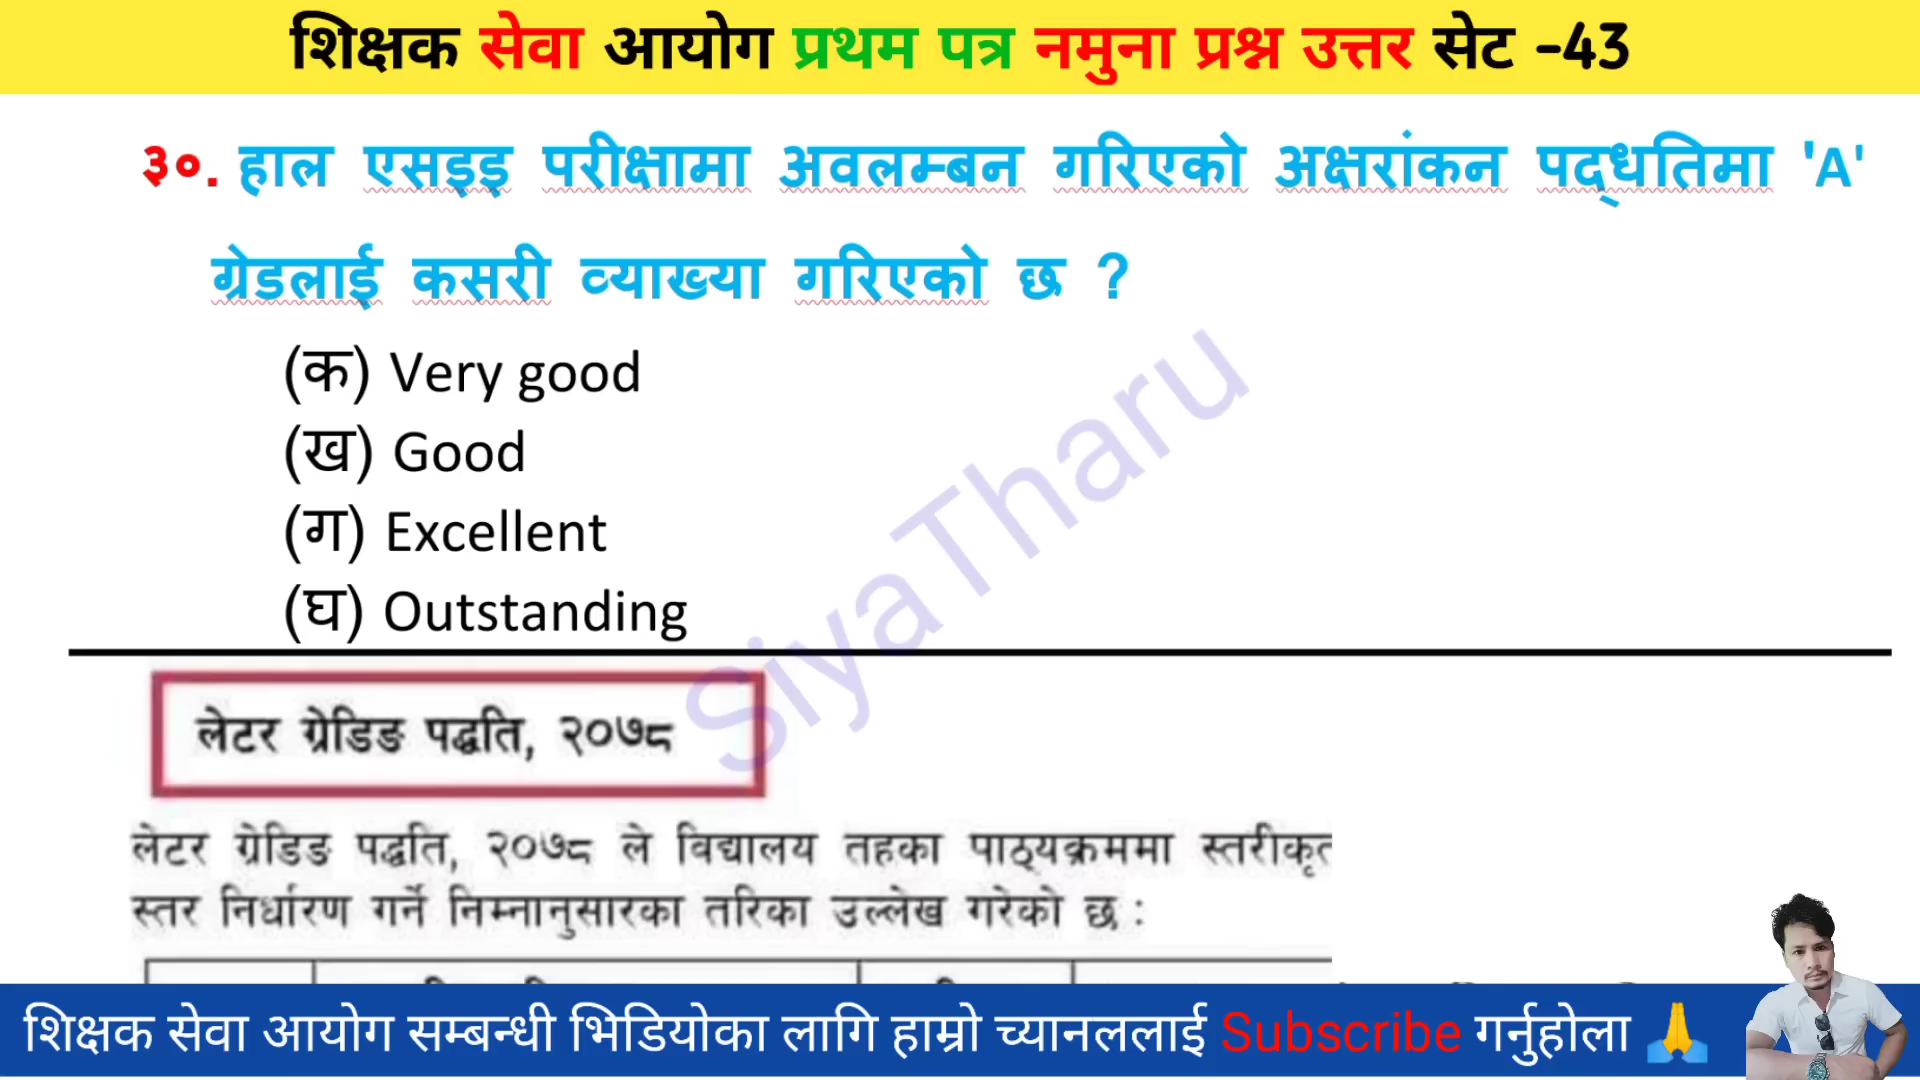 शिक्षक सेवा आयोग प्रथम पत्र नमुना प्रश्न उत्तर सेट -43
३०. हाल एसइइ परीक्षामा अवलम्बन गरिएको अक्षरांकन पद्धतिमा 'A'
ग्रेडलाई कसरी व्याख्या गरिएको छ ?
(क) Very good
(ख) Good
(ग) Excellent
(घ) Outstanding
SiyaTharu
लेटर ग्रेडिङ पद्धति, २०७८
लेटर ग्रेडिङ पद्धति, २०७८ ले विद्यालय तहका पाठ्यक्रममा स्तरीकृत
स्तर निर्धारण गर्ने निम्नानुसारका तरिका उल्लेख गरेको छ :
शिक्षक सेवा आयोग सम्बन्धी भिडियोका लागि हाम्रो च्यानललाई Subscribe गर्नुहोला 🙏